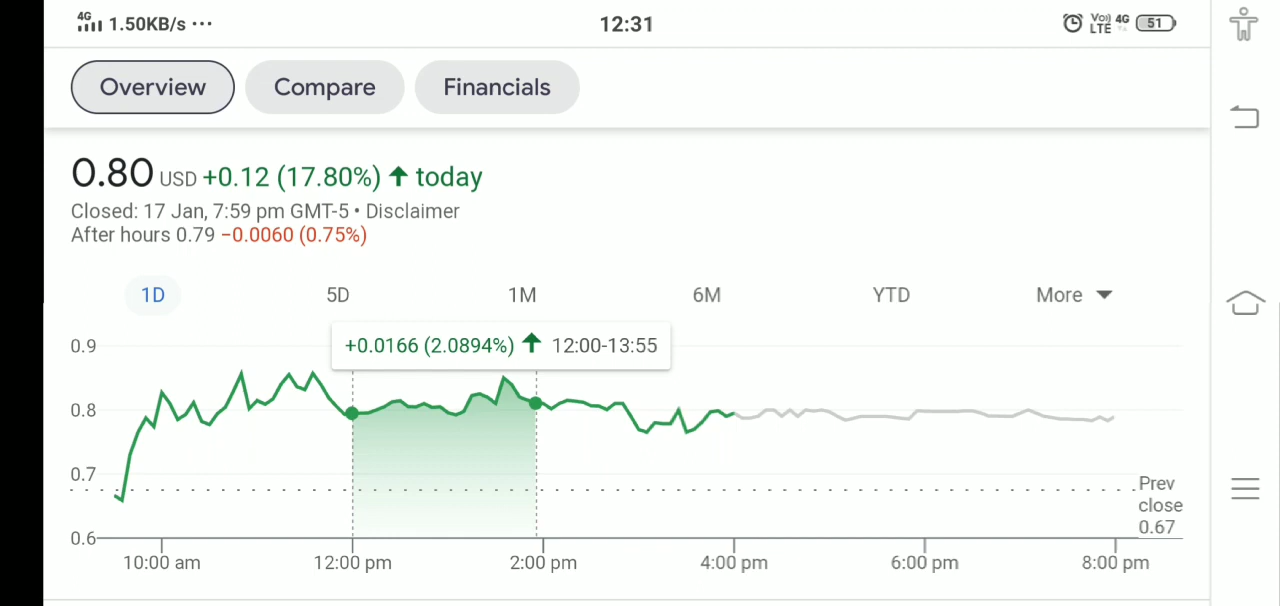 4G 1.50KB/s ··· 12:31 Vo)) LTE 4G 51
Overview Compare Financials
0.80 USD +0.12 (17.80%) ↑ today
Closed: 17 Jan, 7:59 pm GMT-5 • Disclaimer
After hours 0.79 −0.0060 (0.75%)
1D 5D 1M 6M YTD More
+0.0166 (2.0894%) ↑ 12:00-13:55
0.9
0.8
0.7
Prev
close
0.67
0.6
10:00 am 12:00 pm 2:00 pm 4:00 pm 6:00 pm 8:00 pm